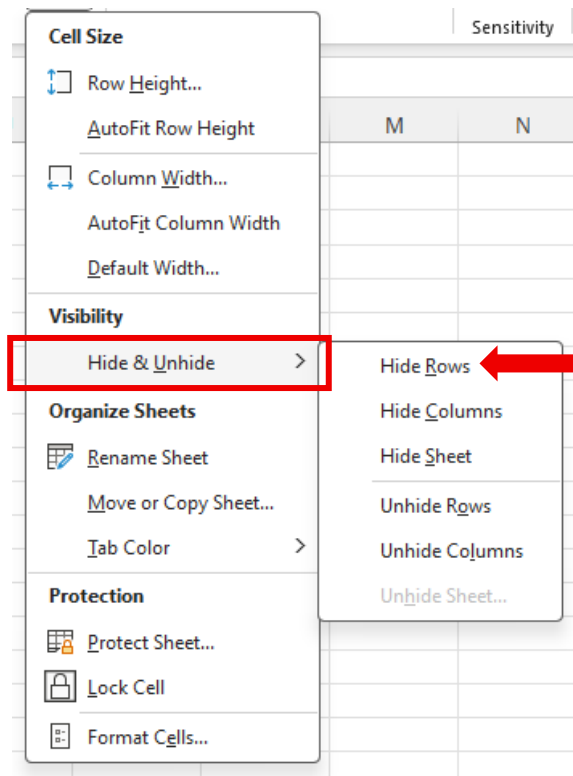 Sensitivity
Cell Size
Row Height...
AutoFit Row Height
Column Width...
AutoFit Column Width
Default Width...
Visibility
Hide & Unhide
Organize Sheets
Rename Sheet
Move or Copy Sheet...
Tab Color
Protection
Protect Sheet...
Lock Cell
Format Cells...
M N
Hide Rows
Hide Columns
Hide Sheet
Unhide Rows
Unhide Columns
Unhide Sheet...